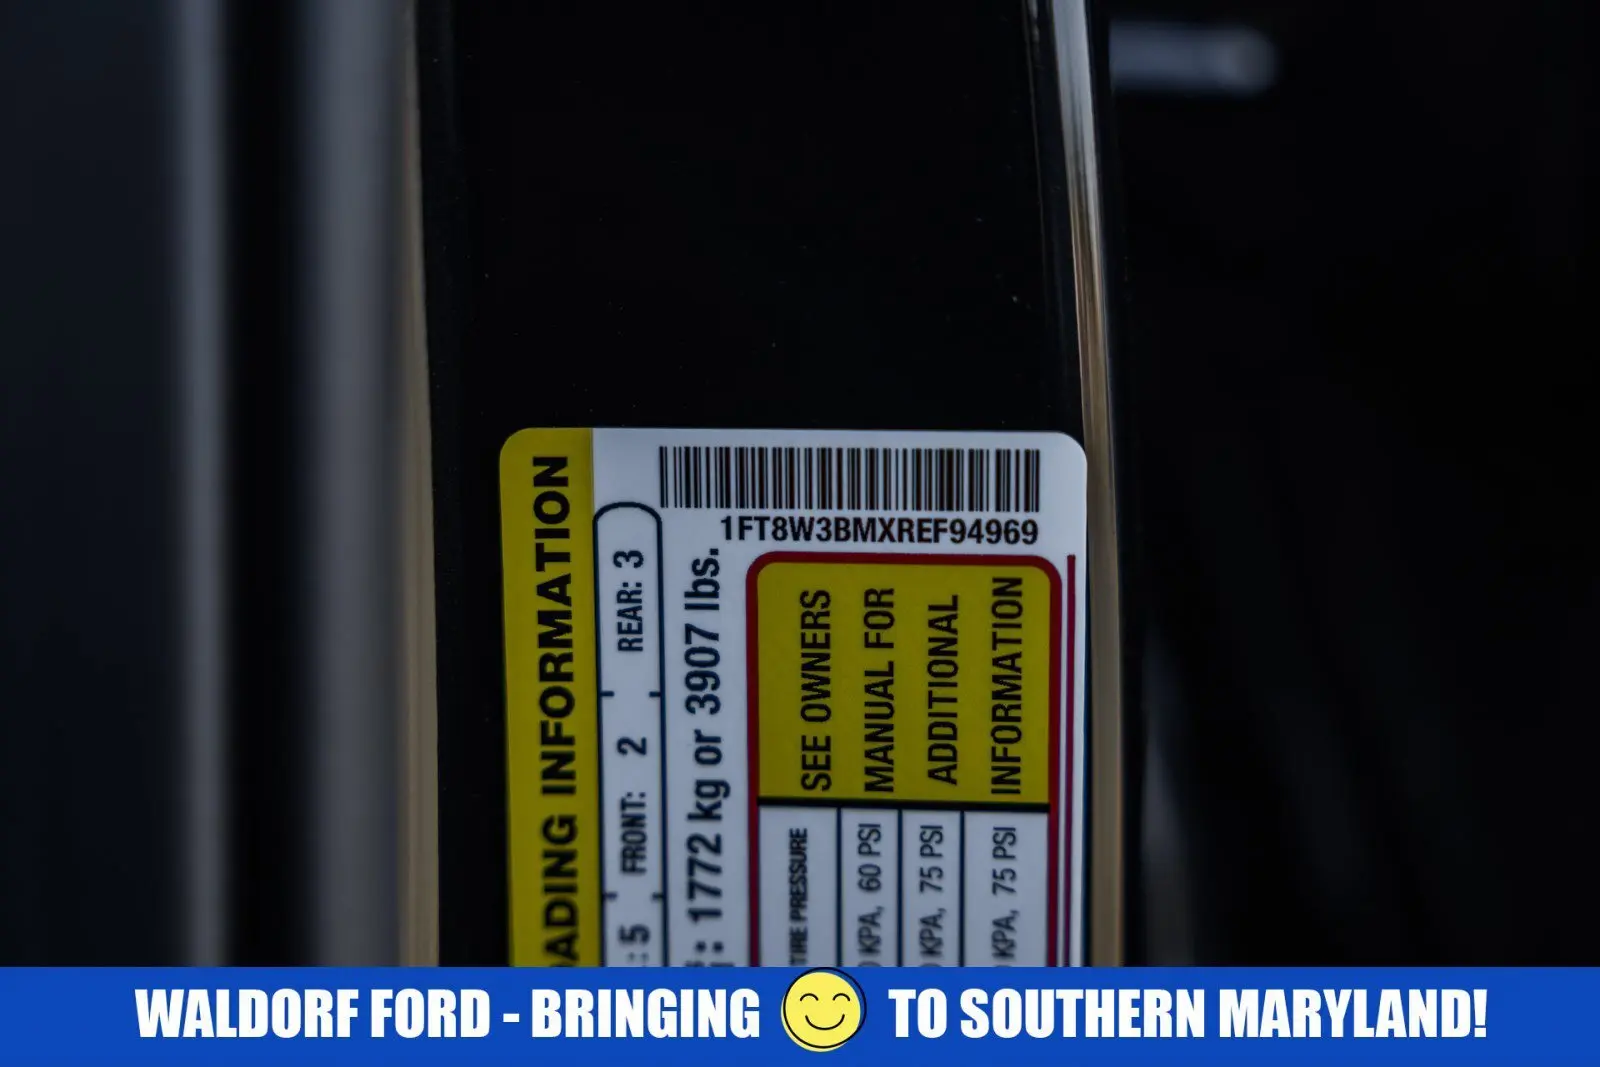 1FT8W3BMXREF94969
ADING INFORMATION
: 5 FRONT: 2 REAR: 3
: 1772 kg or 3907 lbs.
TIRE PRESSURE SEE OWNERS
KPA, 60 PSI MANUAL FOR
KPA, 75 PSI ADDITIONAL
KPA, 75 PSI INFORMATION
WALDORF FORD - BRINGING TO SOUTHERN MARYLAND!